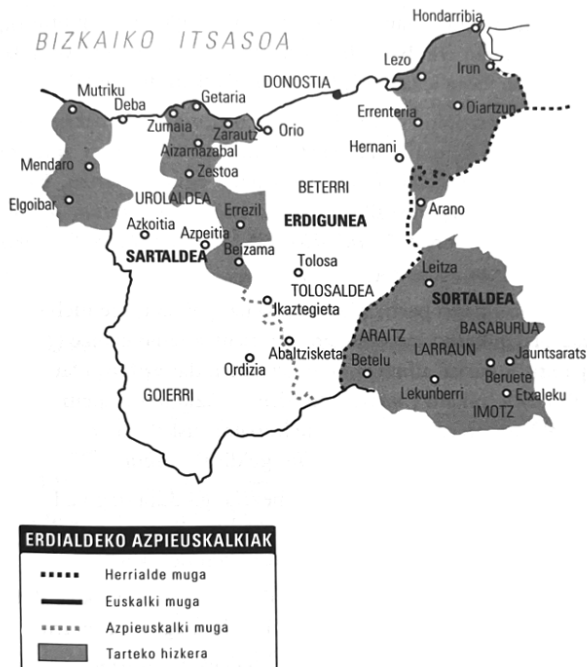 Hondarribia
BIZKAIKO ITSASOA
Lezo
Irun
DONOSTIA
Mutriku
Getaria
Deba
Zumaia
Zarautz
Orio
Errenteria
Oiartzun
Aizarnazabal
Hernani
Mendaro
Zestoa
UROLALDEA
BETERRI
Elgoibar
Errezil
ERDIGUNEA
Arano
Azkoitia
Azpeitia
SARTALDEA
Beizama
Tolosa
Leitza
TOLOSALDEA
SORTALDEA
Ikaztegieta
ARAITZ
BASABURUA
LARRAUN
Jauntsarats
Abaltzisketa
Ordizia
Betelu
Beruete
GOIERRI
Lekunberri
Etxaleku
IMOTZ
ERDIALDEKO AZPIEUSKALKIAK
Herrialde muga
Euskalki muga
Azpieuskalki muga
Tarteko hizkera